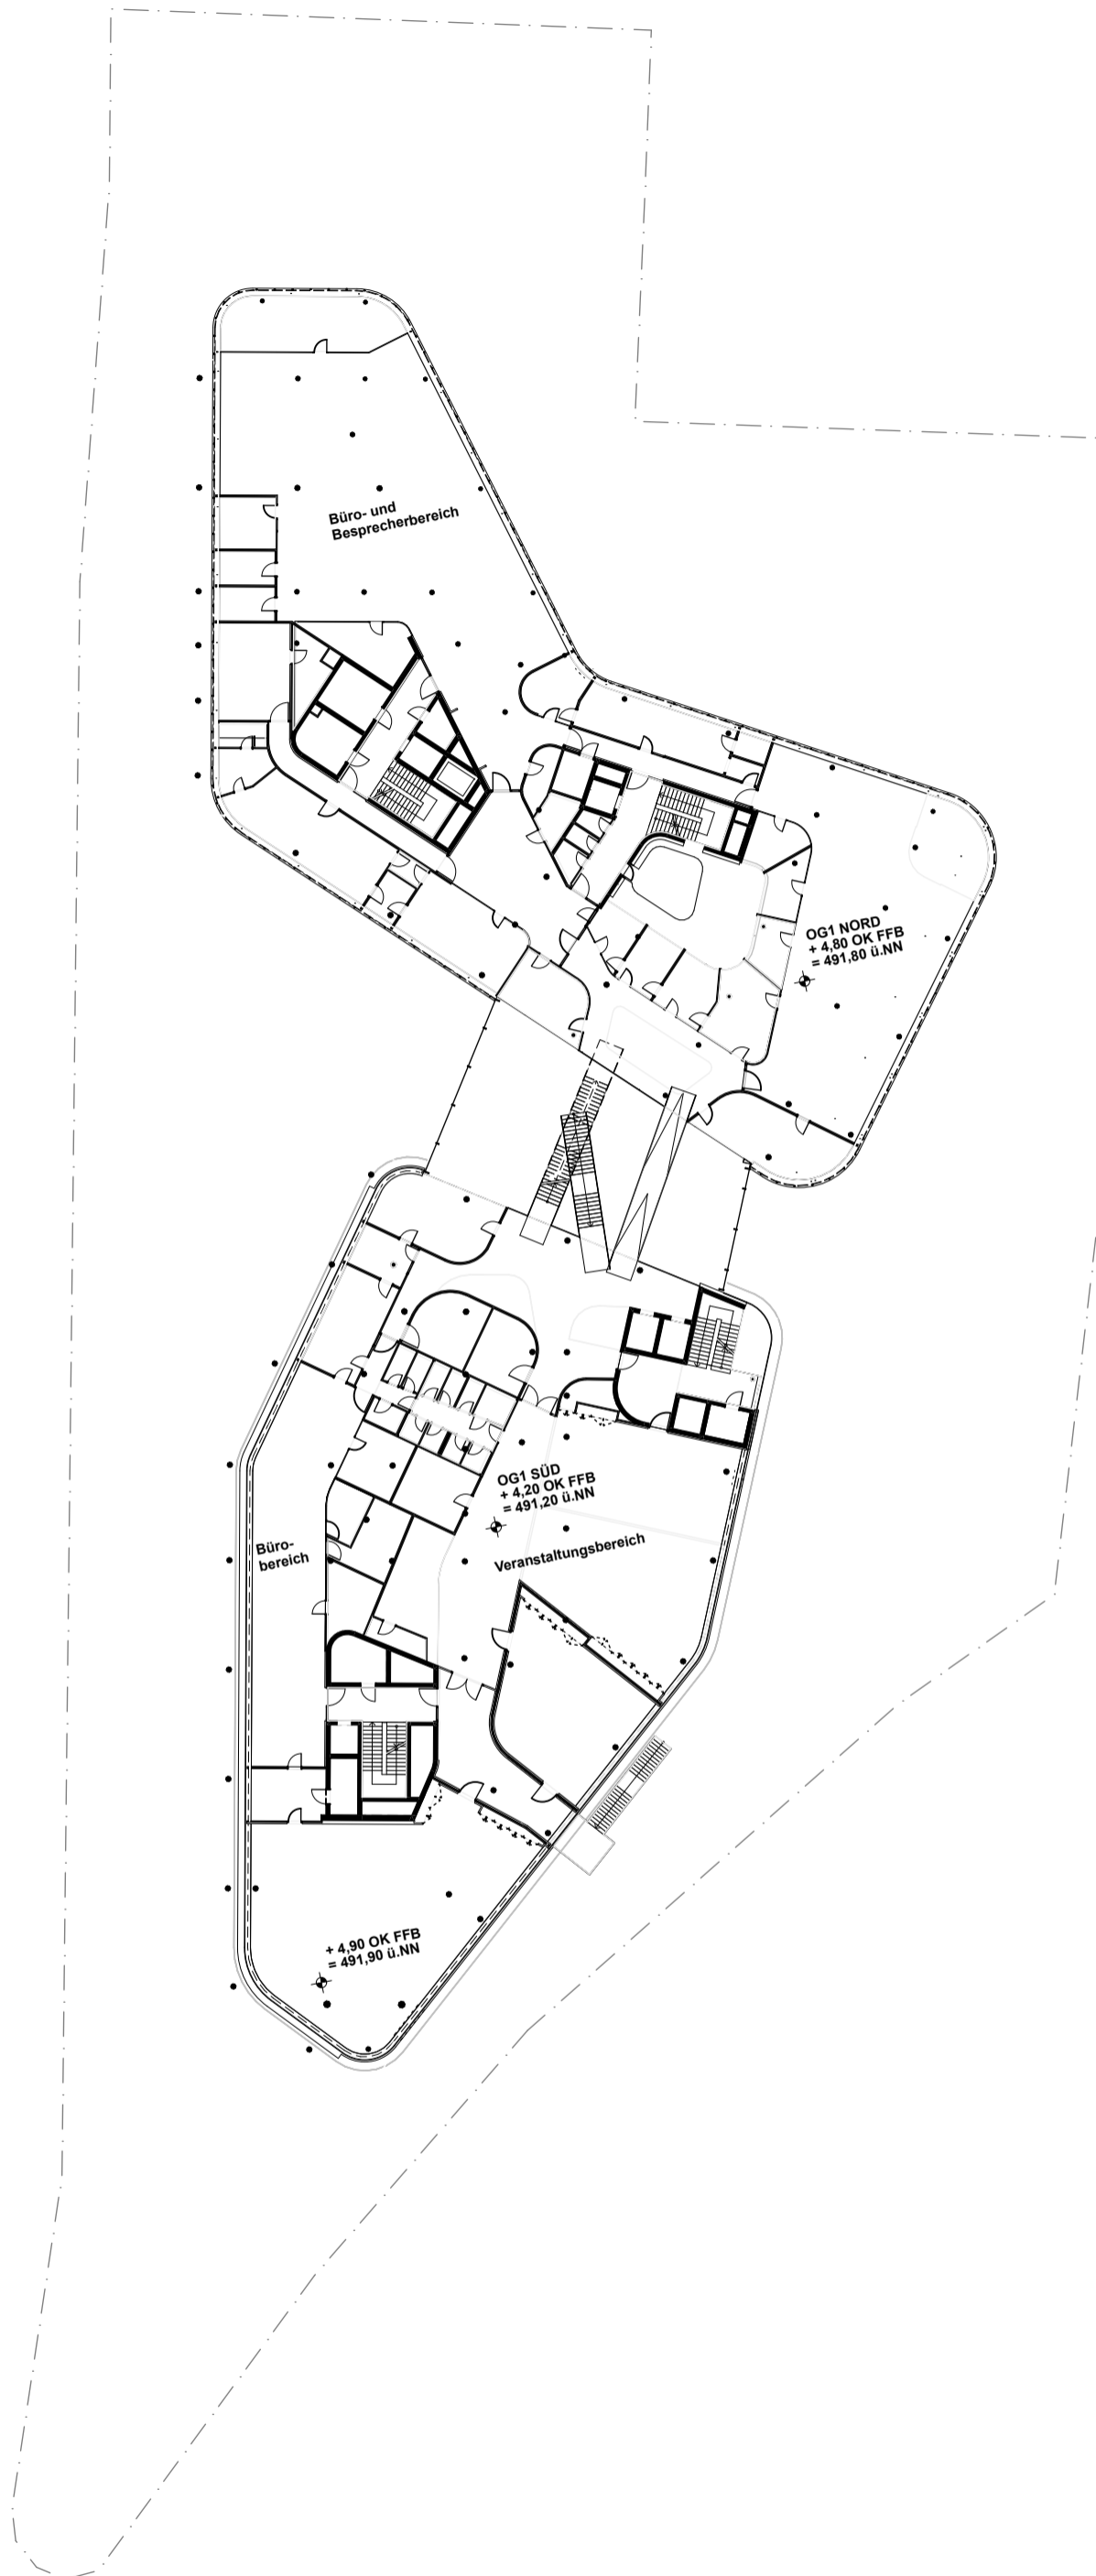 Büro- und
Besprecherbereich
OG1 NORD
+ 4,80 OK FFB
= 491,80 ü.NN
OG1 SÜD
+ 4,20 OK FFB
= 491,20 ü.NN
Veranstaltungsbereich
Büro-
bereich
+ 4,90 OK FFB
= 491,90 ü.NN